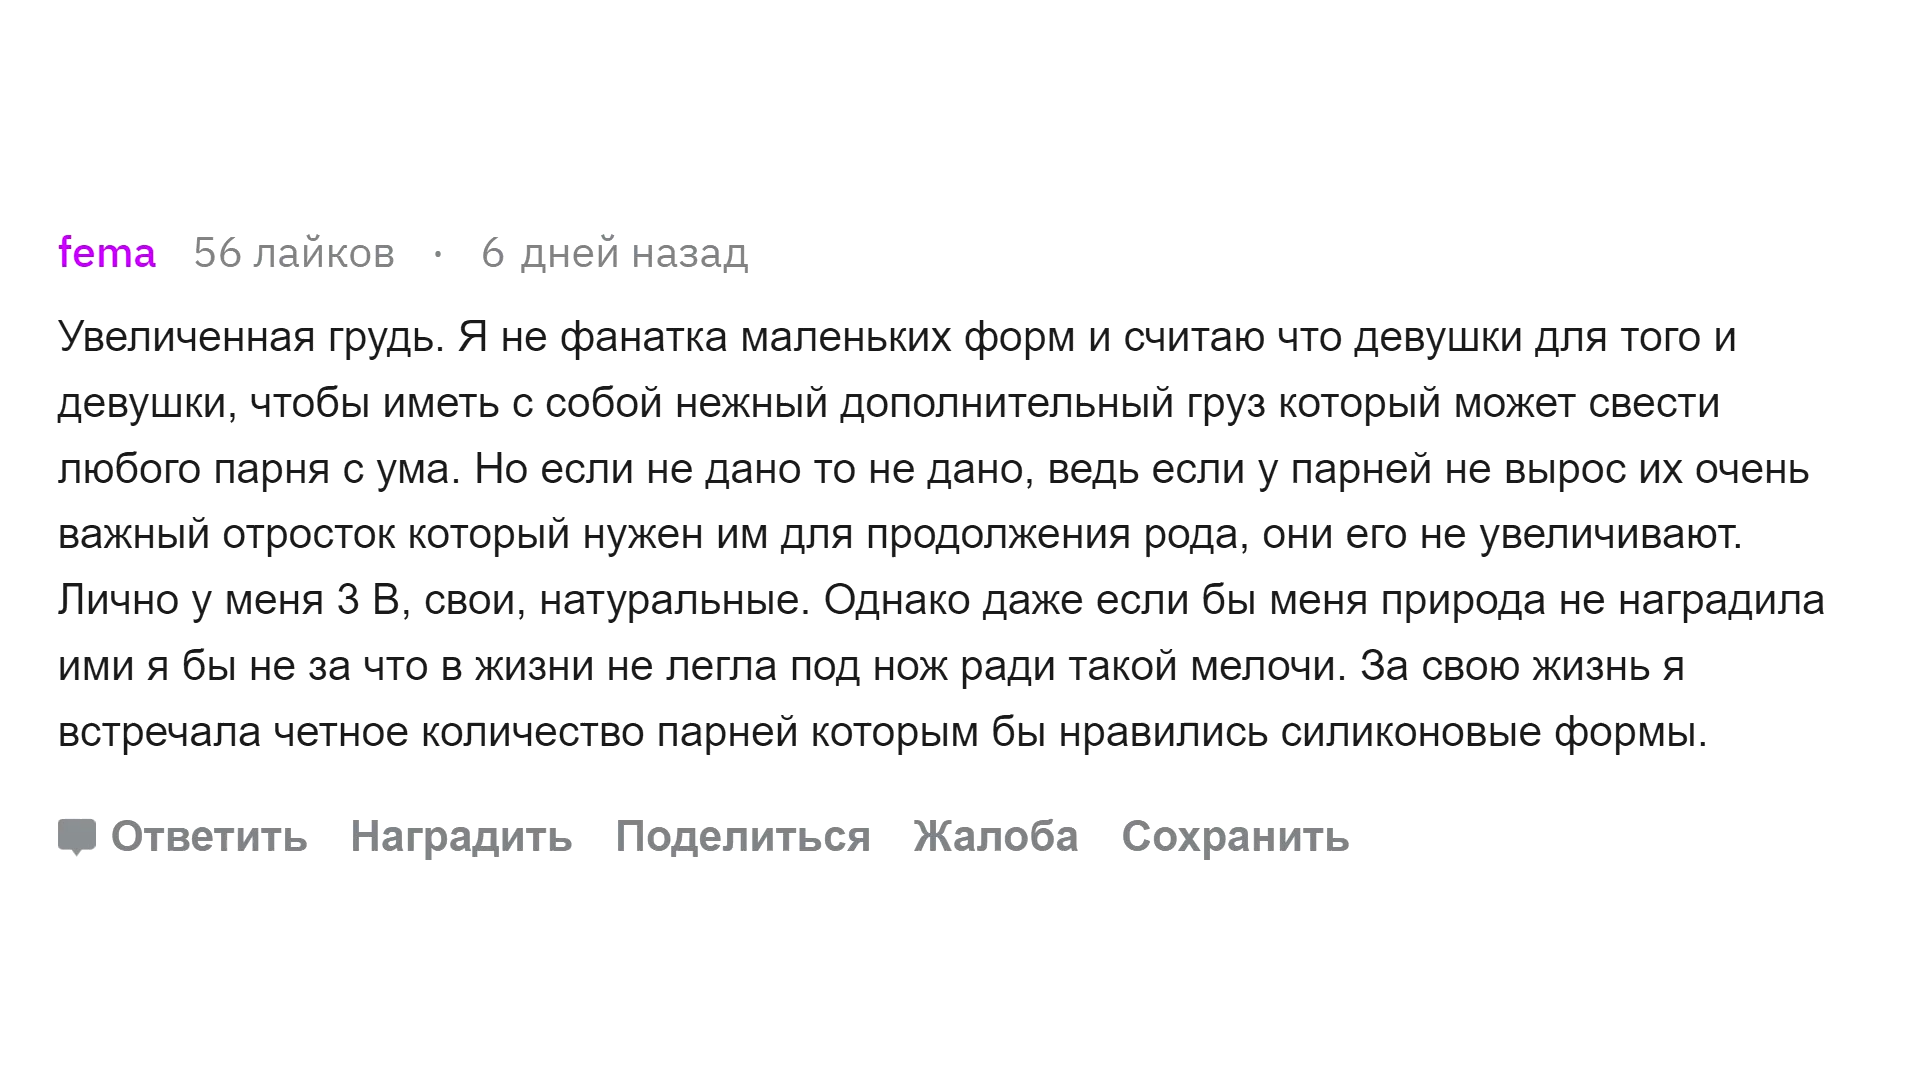 fema 56 лайков · 6 дней назад
Увеличенная грудь. Я не фанатка маленьких форм и считаю что девушки для того и
девушки, чтобы иметь с собой нежный дополнительный груз который может свести
любого парня с ума. Но если не дано то не дано, ведь если у парней не вырос их очень
важный отросток который нужен им для продолжения рода, они его не увеличивают.
Лично у меня 3 В, свои, натуральные. Однако даже если бы меня природа не наградила
ими я бы не за что в жизни не легла под нож ради такой мелочи. За свою жизнь я
встречала четное количество парней которым бы нравились силиконовые формы.
Ответить Наградить Поделиться Жалоба Сохранить